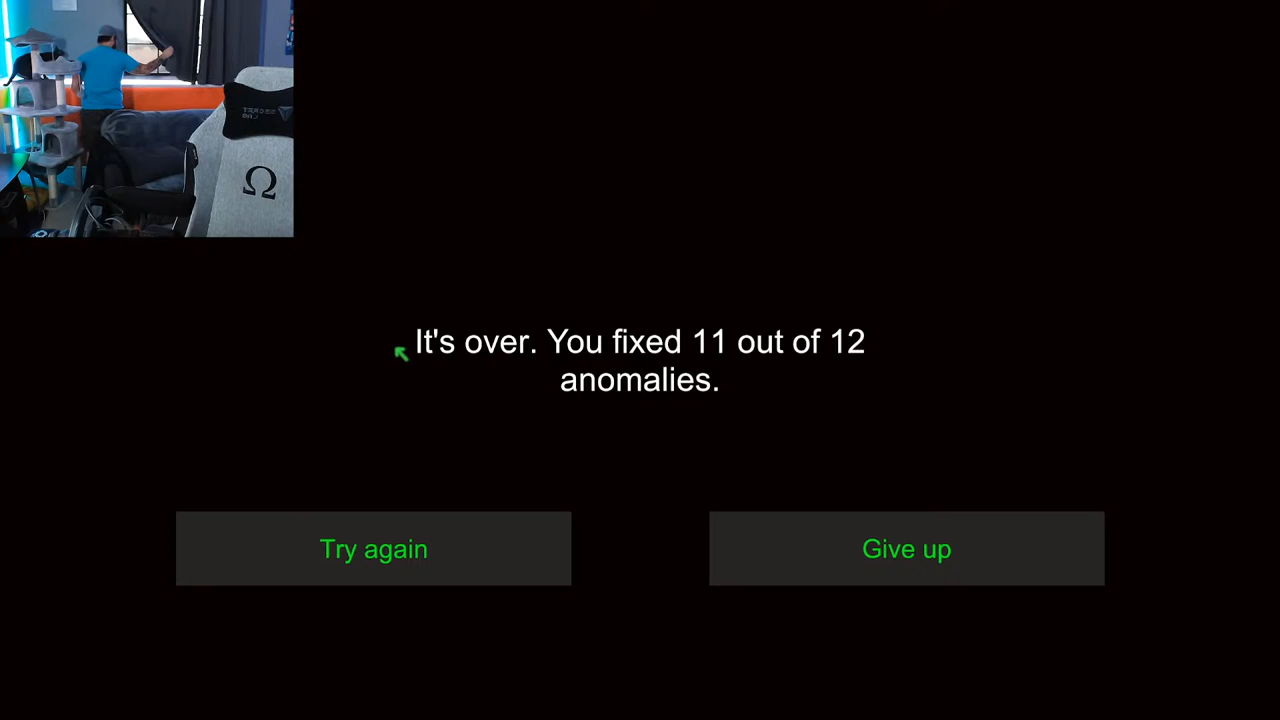 It's over. You fixed 11 out of 12
anomalies.
Try again
Give up